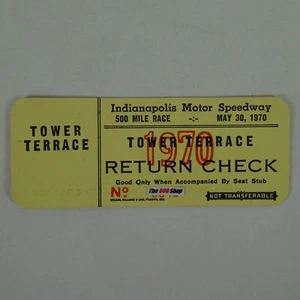 TOWER
TERRACE
Indianapolis Motor Speedway
500 MILE RACE -:- MAY 30, 1970
1970
TOWER TERRACE
RETURN CHECK
Good Only When Accompanied By Seat Stub
Nº
The 500 Shop
NOT TRANSFERABLE